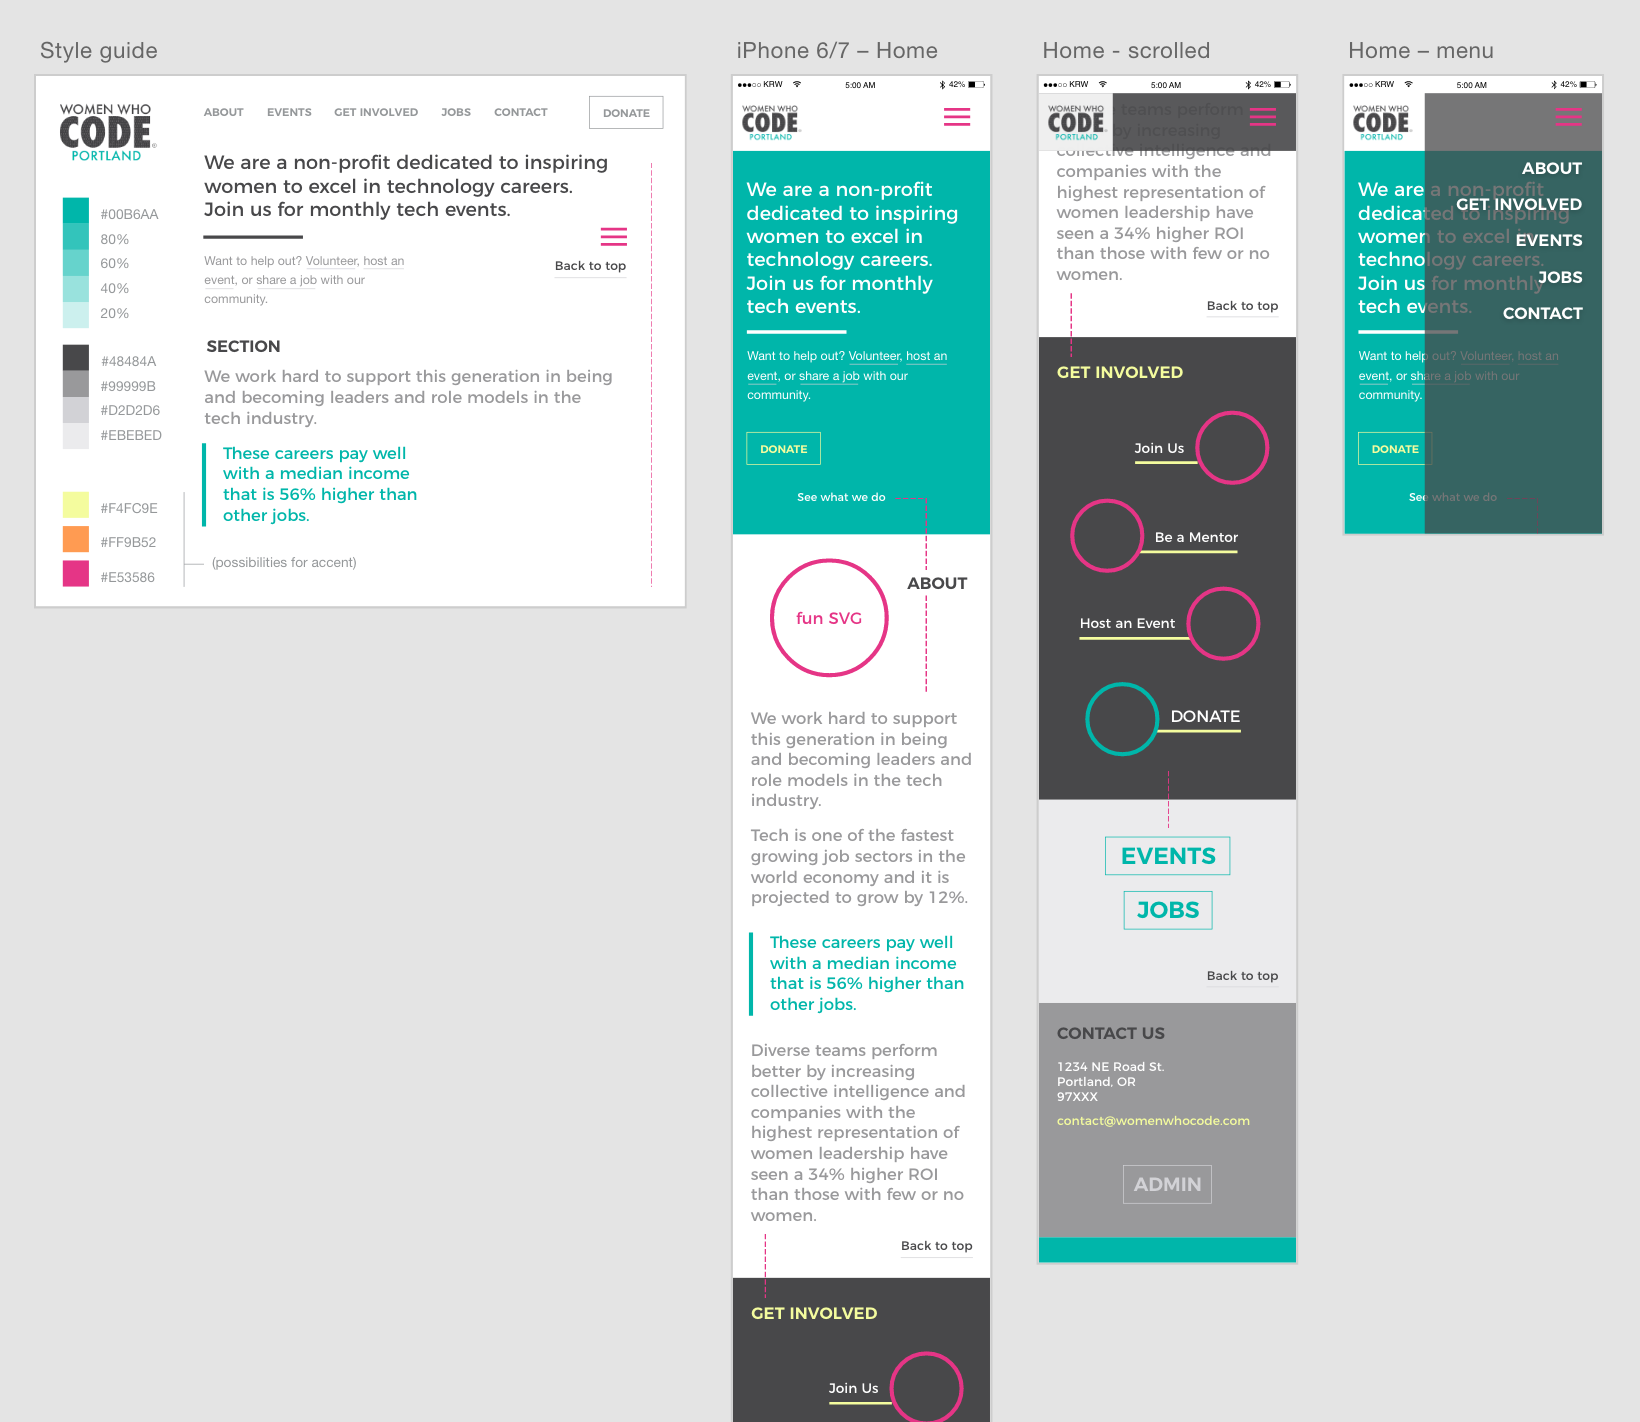 Style guide
WOMEN WHO
CODE
PORTLAND
ABOUT EVENTS GET INVOLVED JOBS CONTACT DONATE
We are a non-profit dedicated to inspiring
women to excel in technology careers.
Join us for monthly tech events.
Want to help out? Volunteer, host an
event, or share a job with our
community.
Back to top
#00B6AA
80%
60%
40%
20%
#48484A
#99999B
#D2D2D6
#EBEBED
#F4FC9E
#FF9B52
#E53586
(possibilities for accent)
SECTION
We work hard to support this generation in being
and becoming leaders and role models in the
tech industry.
These careers pay well
with a median income
that is 56% higher than
other jobs.
iPhone 6/7 – Home
KRW 5:00 AM 42%
WOMEN WHO
CODE
PORTLAND
We are a non-profit
dedicated to inspiring
women to excel in
technology careers.
Join us for monthly
tech events.
Want to help out? Volunteer, host an
event, or share a job with our
community.
DONATE
See what we do
ABOUT
fun SVG
We work hard to support
this generation in being
and becoming leaders and
role models in the tech
industry.
Tech is one of the fastest
growing job sectors in the
world economy and it is
projected to grow by 12%.
These careers pay well
with a median income
that is 56% higher than
other jobs.
Diverse teams perform
better by increasing
collective intelligence and
companies with the
highest representation of
women leadership have
seen a 34% higher ROI
than those with few or no
women.
Back to top
GET INVOLVED
Join Us
Home - scrolled
KRW 5:00 AM 42%
WOMEN WHO
CODE
PORTLAND
teams perform
by increasing
collective intelligence and
companies with the
highest representation of
women leadership have
seen a 34% higher ROI
than those with few or no
women.
Back to top
GET INVOLVED
Join Us
Be a Mentor
Host an Event
DONATE
EVENTS
JOBS
Back to top
CONTACT US
1234 NE Road St.
Portland, OR
97XXX
contact@womenwhocode.com
ADMIN
Home – menu
KRW 5:00 AM 42%
WOMEN WHO
CODE
PORTLAND
ABOUT
GET INVOLVED
EVENTS
JOBS
CONTACT
We are a non-profit
dedicated to inspiring
women to excel in
technology careers.
Join us for monthly
tech events.
Want to help out? Volunteer, host an
event, or share a job with our
community.
DONATE
See what we do